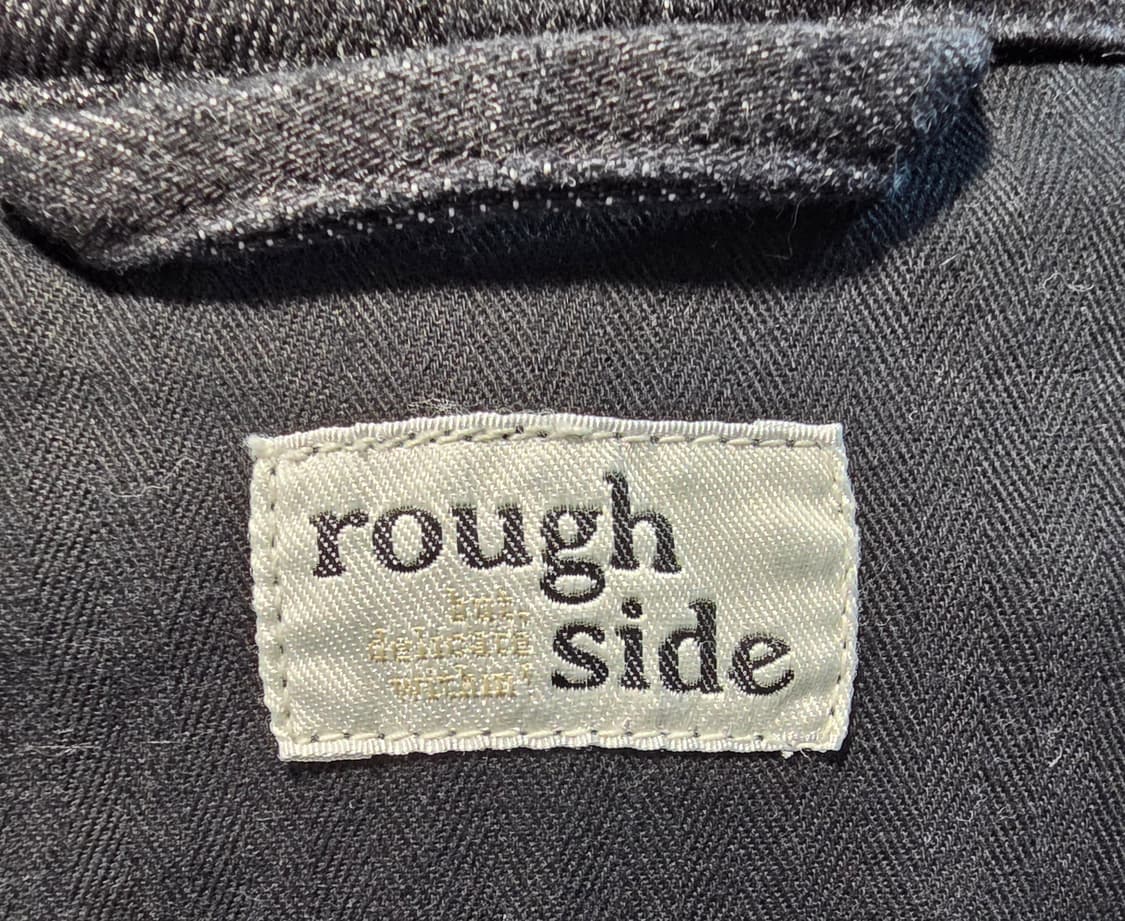 rough
but,
delicate
within'
side